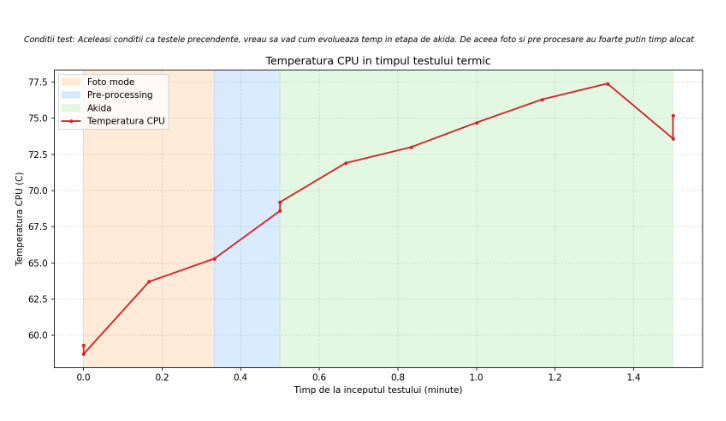 Conditii test: Aceleasi conditii ca testele precendente, vreau sa vad cum evolueaza temp in etapa de akida. De aceea foto si pre procesare au foarte putin timp alocat
Temperatura CPU in timpul testului termic
Foto mode
Pre-processing
Akida
Temperatura CPU
Temperatura CPU (C)
77.5
75.0
72.5
70.0
67.5
65.0
62.5
60.0
0.0 0.2 0.4 0.6 0.8 1.0 1.2 1.4
Timp de la inceputul testului (minute)